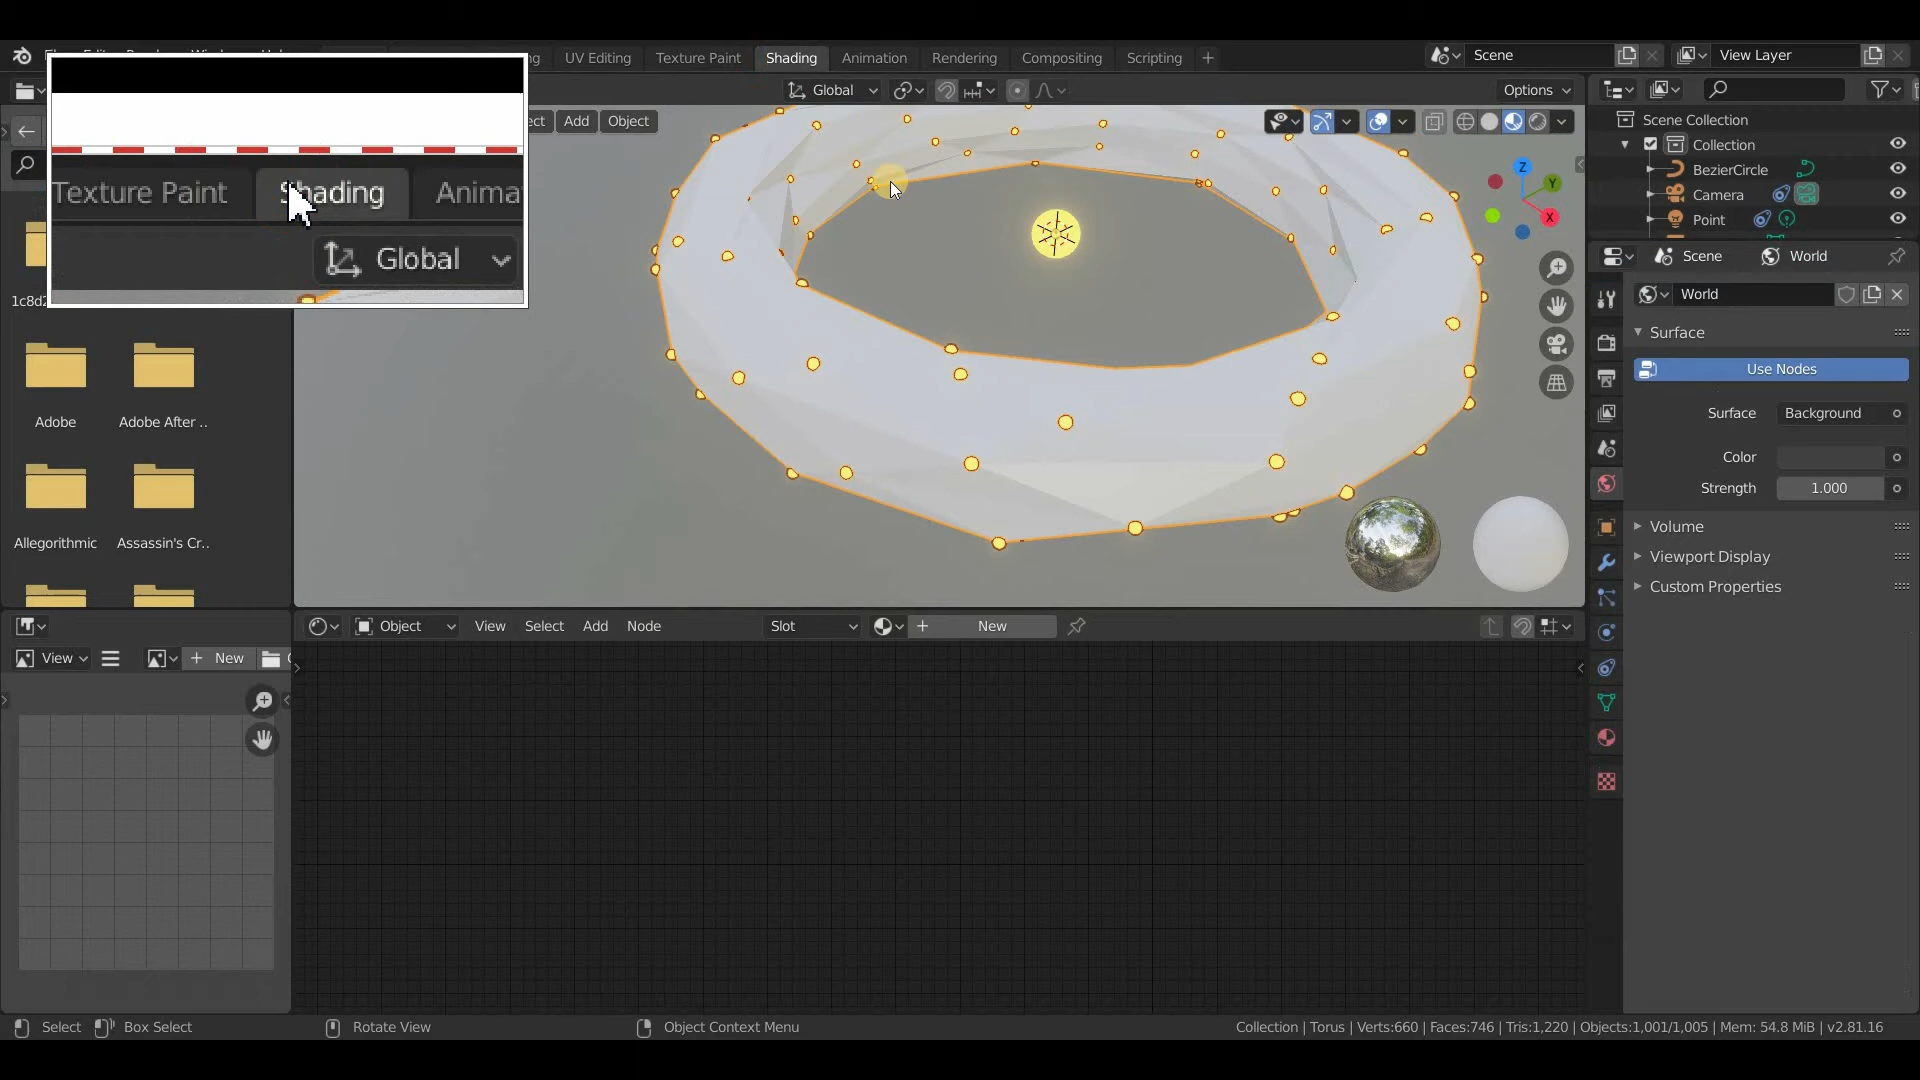 UV Editing Texture Paint Shading Animation Rendering Compositing Scripting + Scene View Layer
Texture Paint Shading Anima
Global
Global Options
Add Object
Scene Collection
Collection
BezierCircle
Camera
Point
Scene World
World
Surface
Use Nodes
Surface Background
Color
Strength 1.000
Volume
Viewport Display
Custom Properties
Z
Y
X
Adobe Adobe After ..
Allegorithmic Assassin's Cr..
Object View Select Add Node Slot New
View New
Select Box Select Rotate View Object Context Menu Collection | Torus | Verts:660 | Faces:746 | Tris:1,220 | Objects:1,001/1,005 | Mem: 54.8 MiB | v2.81.16